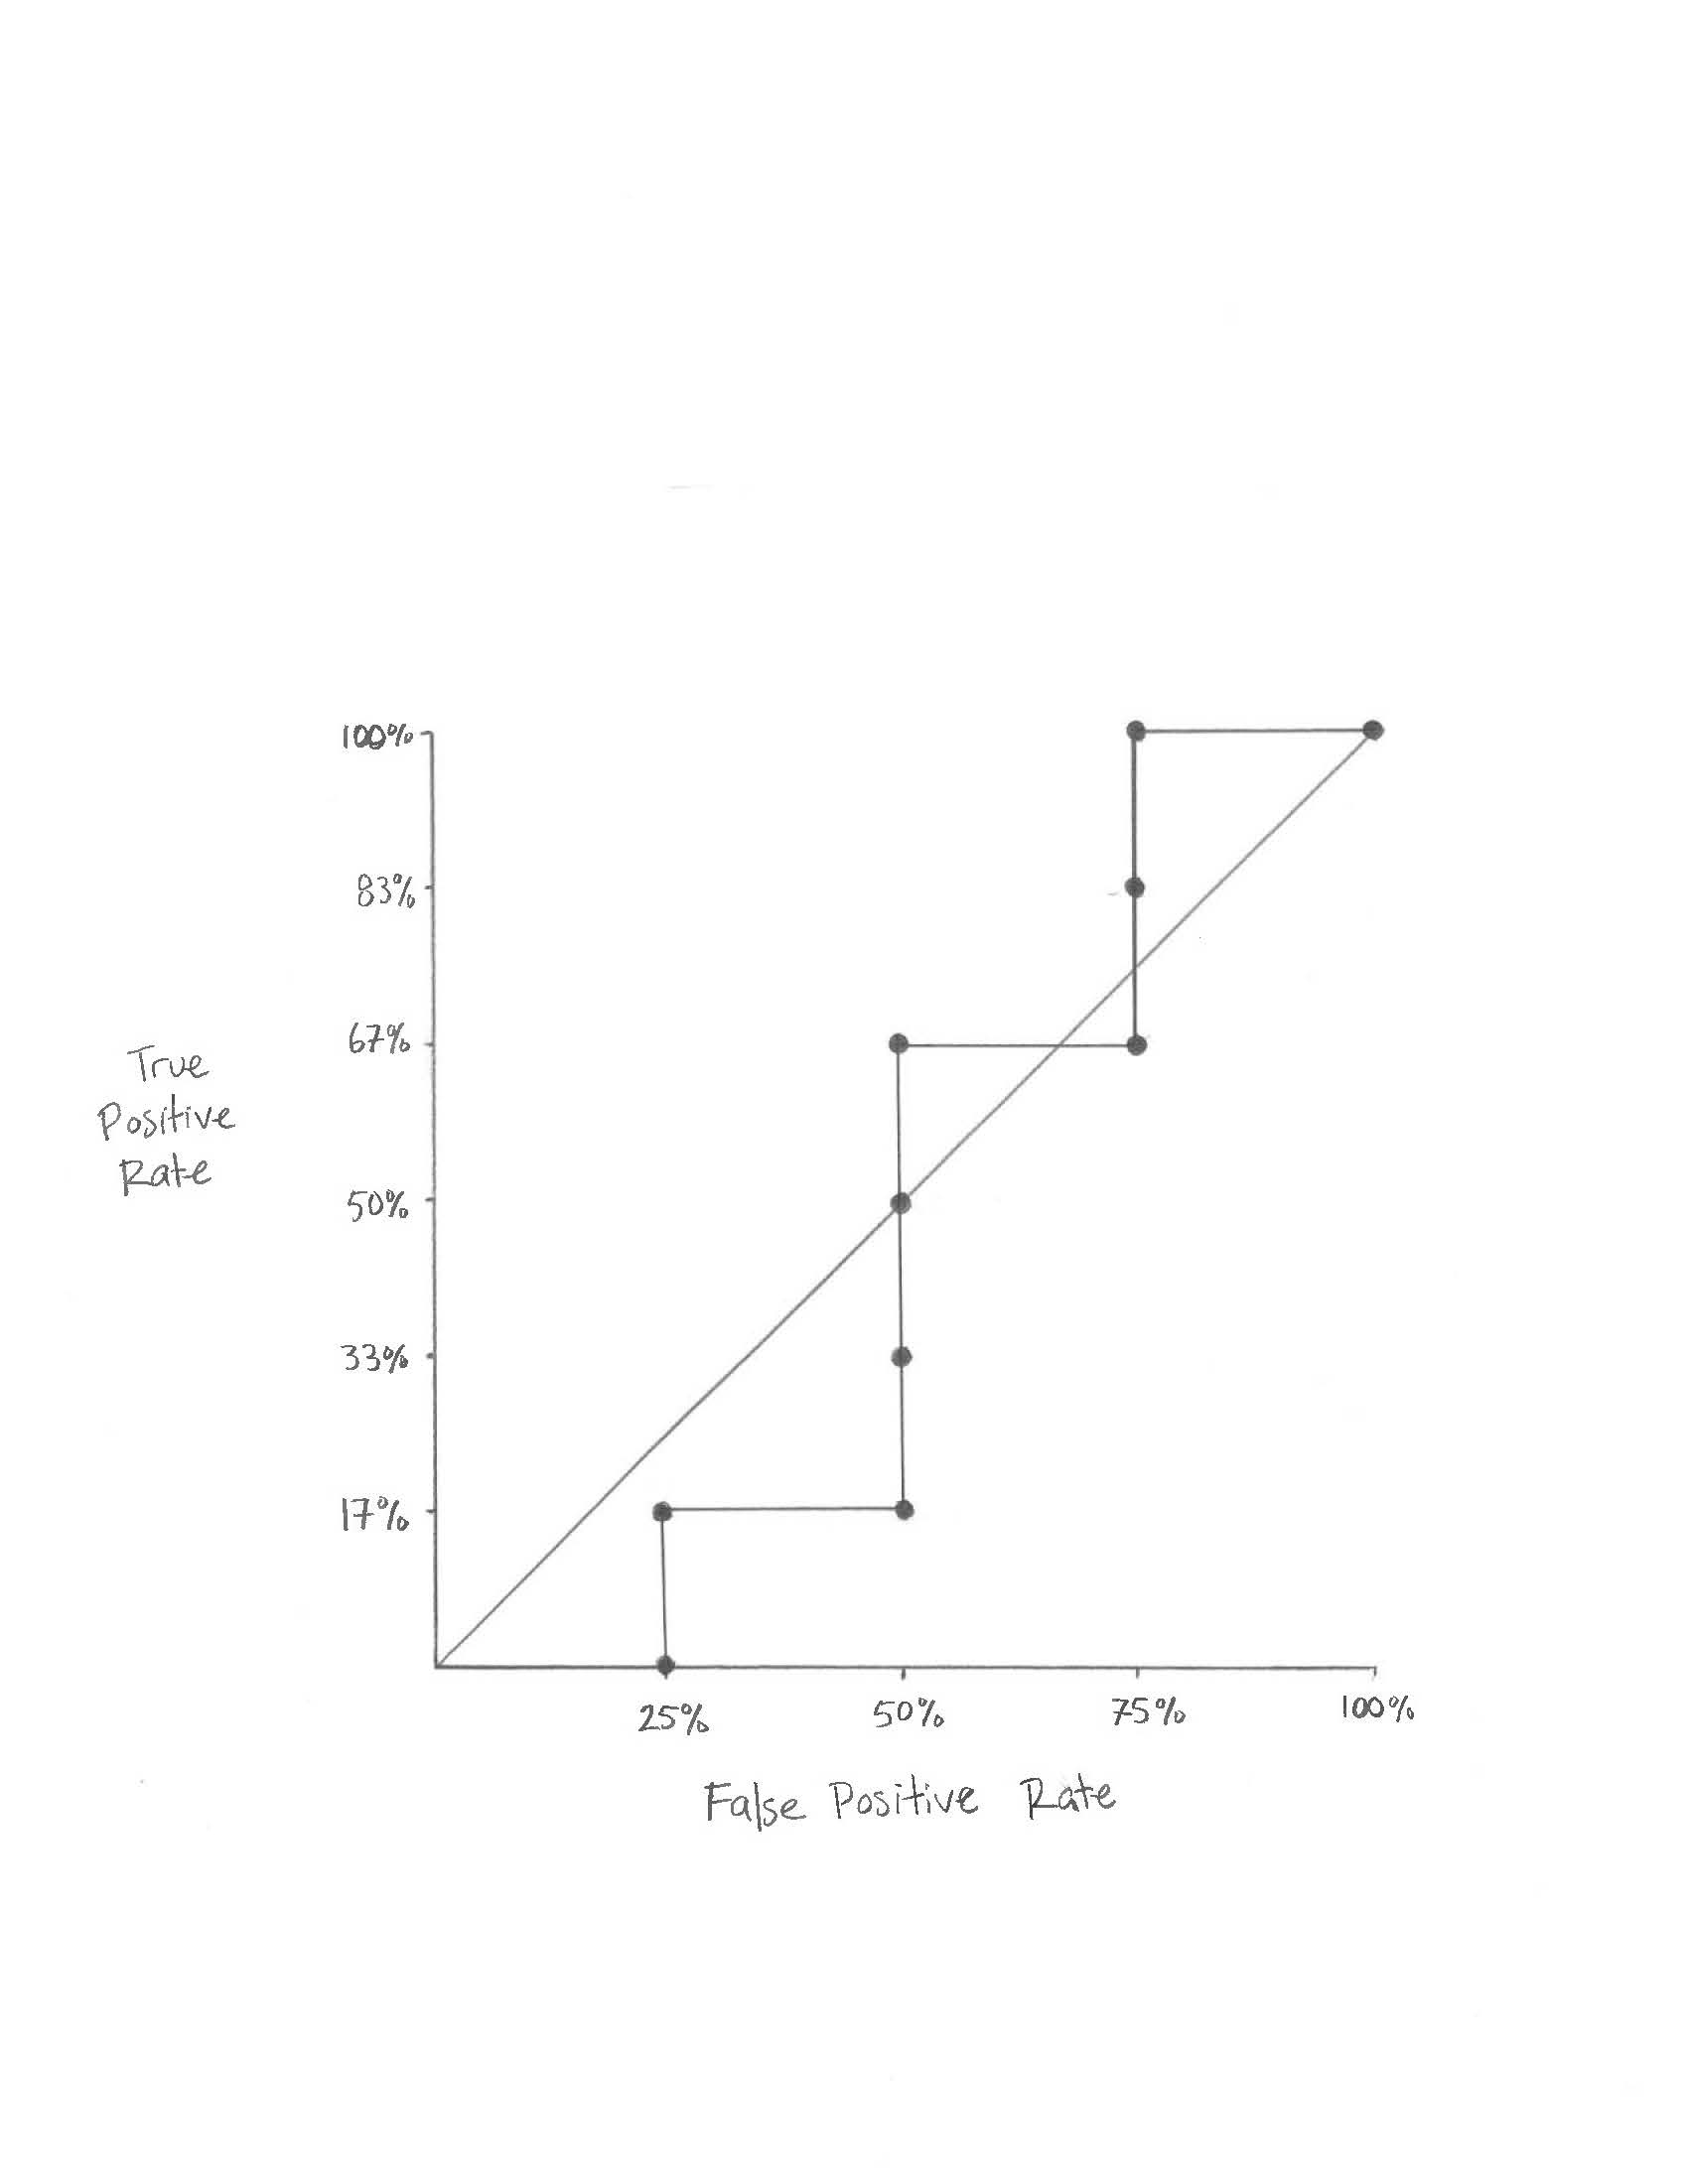 100%
83%
67%
True
Positive
Rate
50%
33%
17%
25% 50% 75% 100%
False Positive Rate